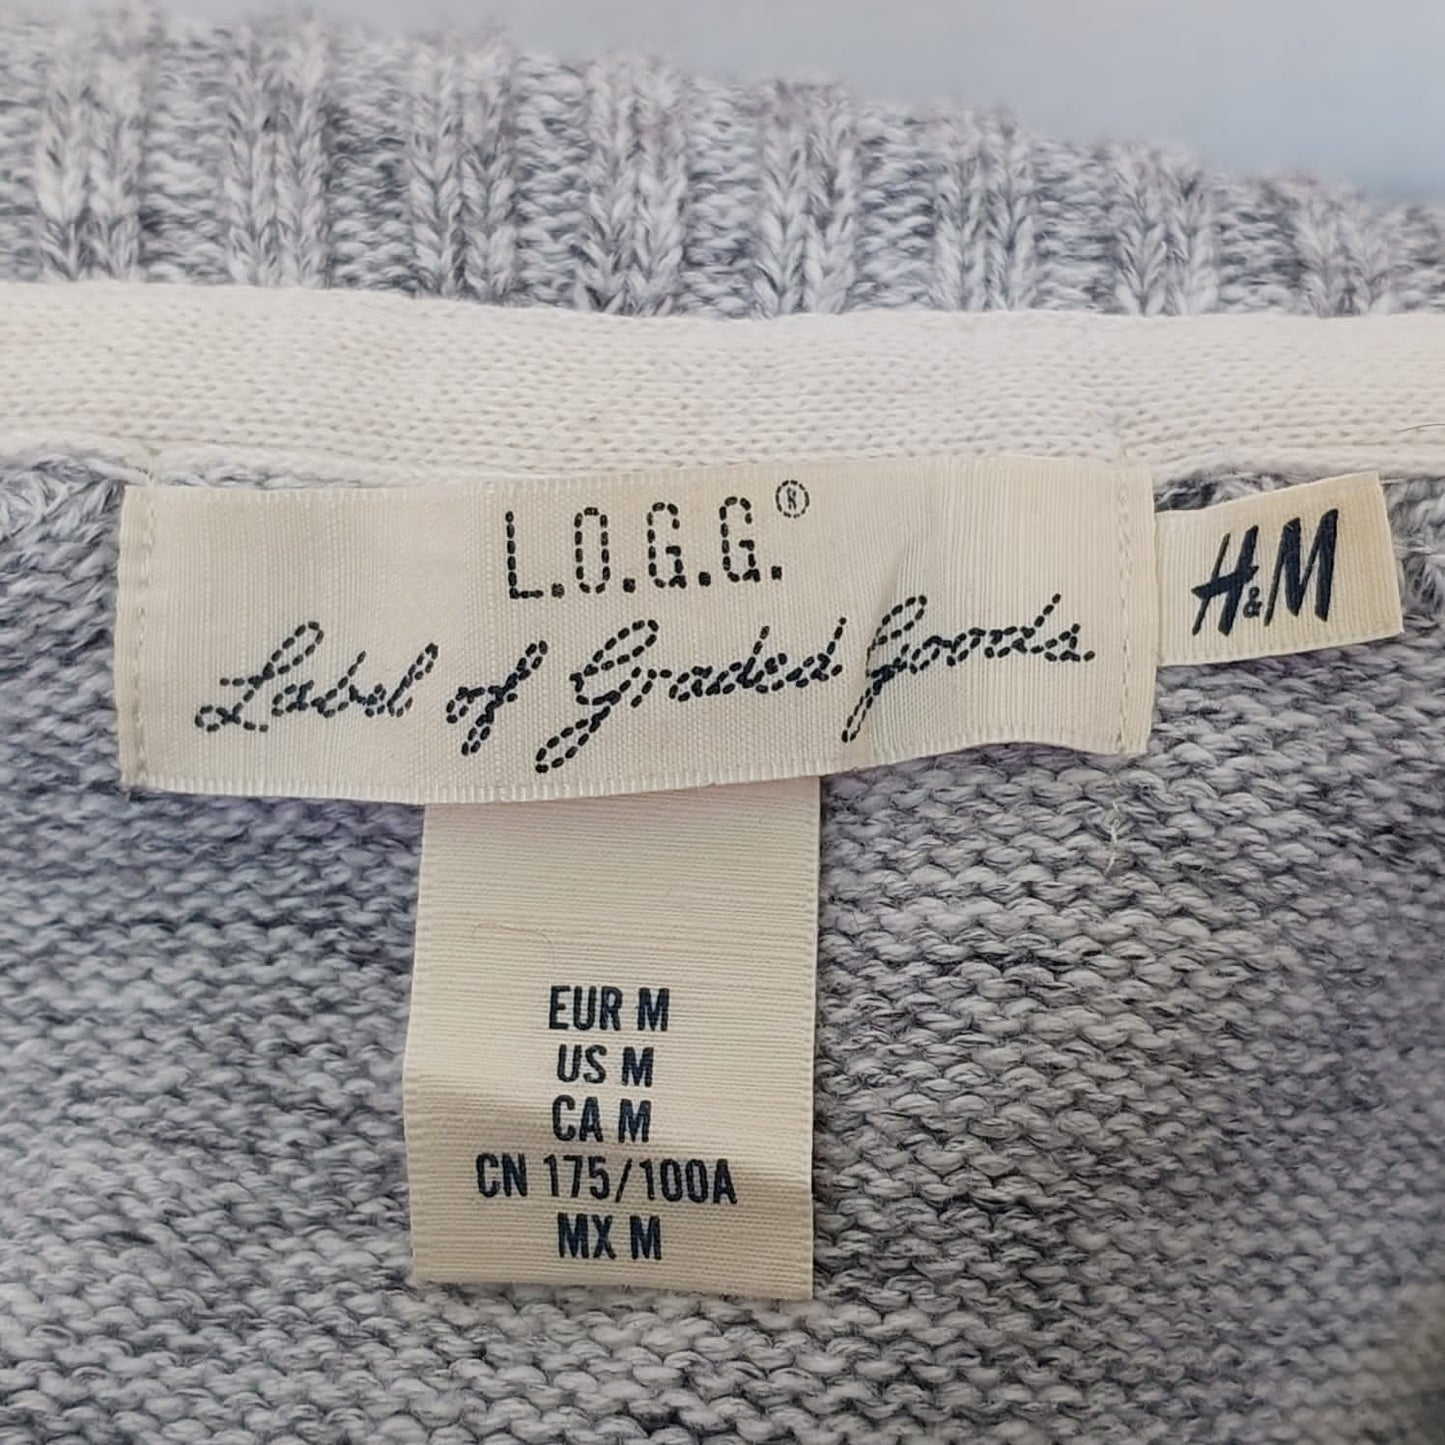 L.O.G.G.®
Label of Graded Goods.
H&M
EUR M
US M
CA M
CN 175/100A
MX M